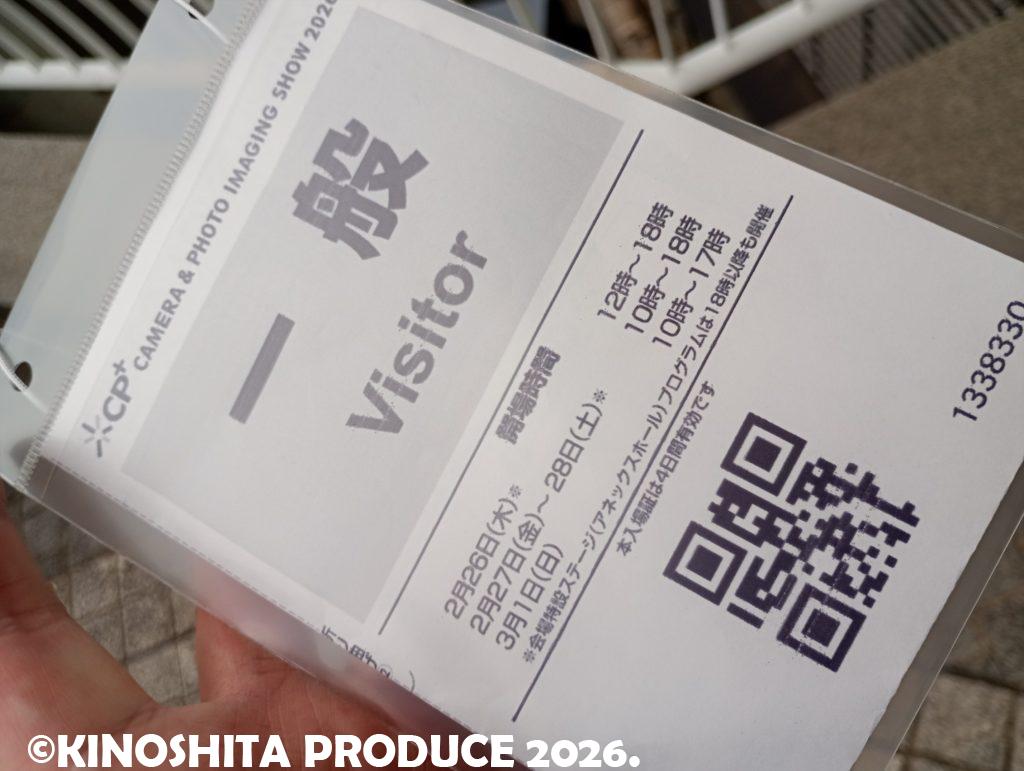 CP+ CAMERA & PHOTO IMAGING SHOW 2026
一般
Visitor
開場時間
2月26日(木)※ 12時〜18時
2月27日(金)〜28日(土)※ 10時〜18時
3月1日(日) 10時〜17時
※会場特設ステージ(アネックスホール)プログラムは18時以降も開催
本入場証は4日間有効です
1338330
©KINOSHITA PRODUCE 2026.